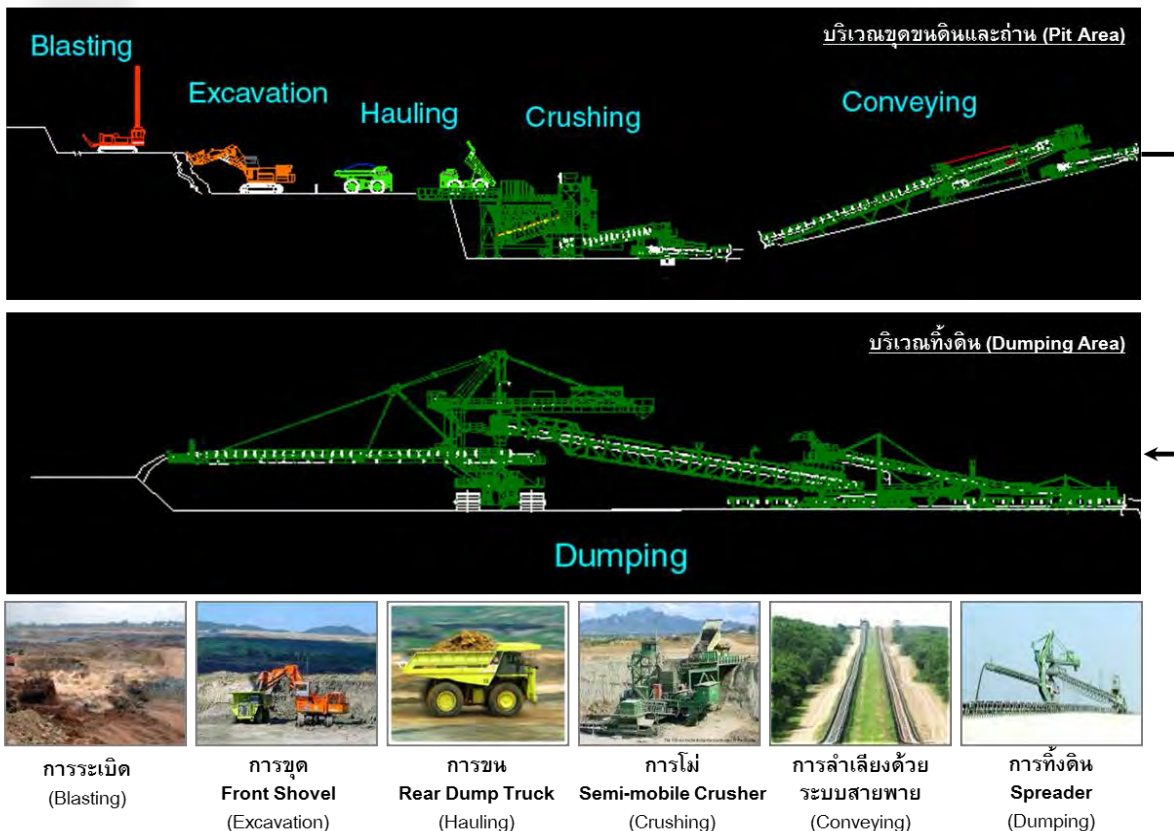 บริเวณขุดขนดินและถ่าน (Pit Area)
Blasting
Excavation
Hauling
Crushing
Conveying
บริเวณทิ้งดิน (Dumping Area)
Dumping
การระเบิด
(Blasting)
การขุด
Front Shovel
(Excavation)
การขน
Rear Dump Truck
(Hauling)
การโม่
Semi-mobile Crusher
(Crushing)
การลำเลียงด้วย
ระบบสายพาย
(Conveying)
การทิ้งดิน
Spreader
(Dumping)